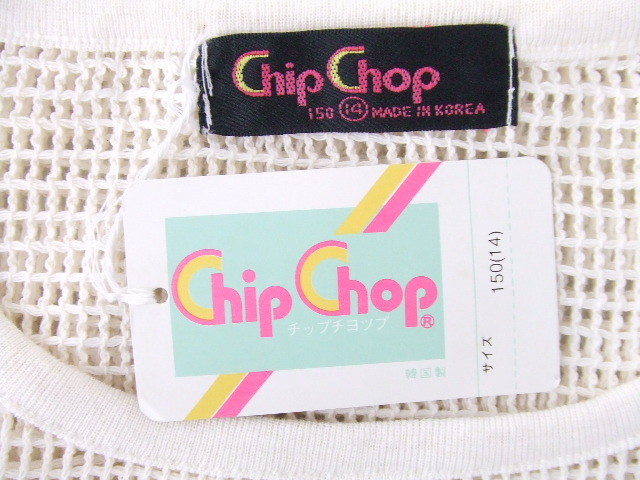 Chip Chop
150 (14) MADE IN KOREA
Chip Chop®
チップチヨツプ
韓国製
サイズ 150(14)